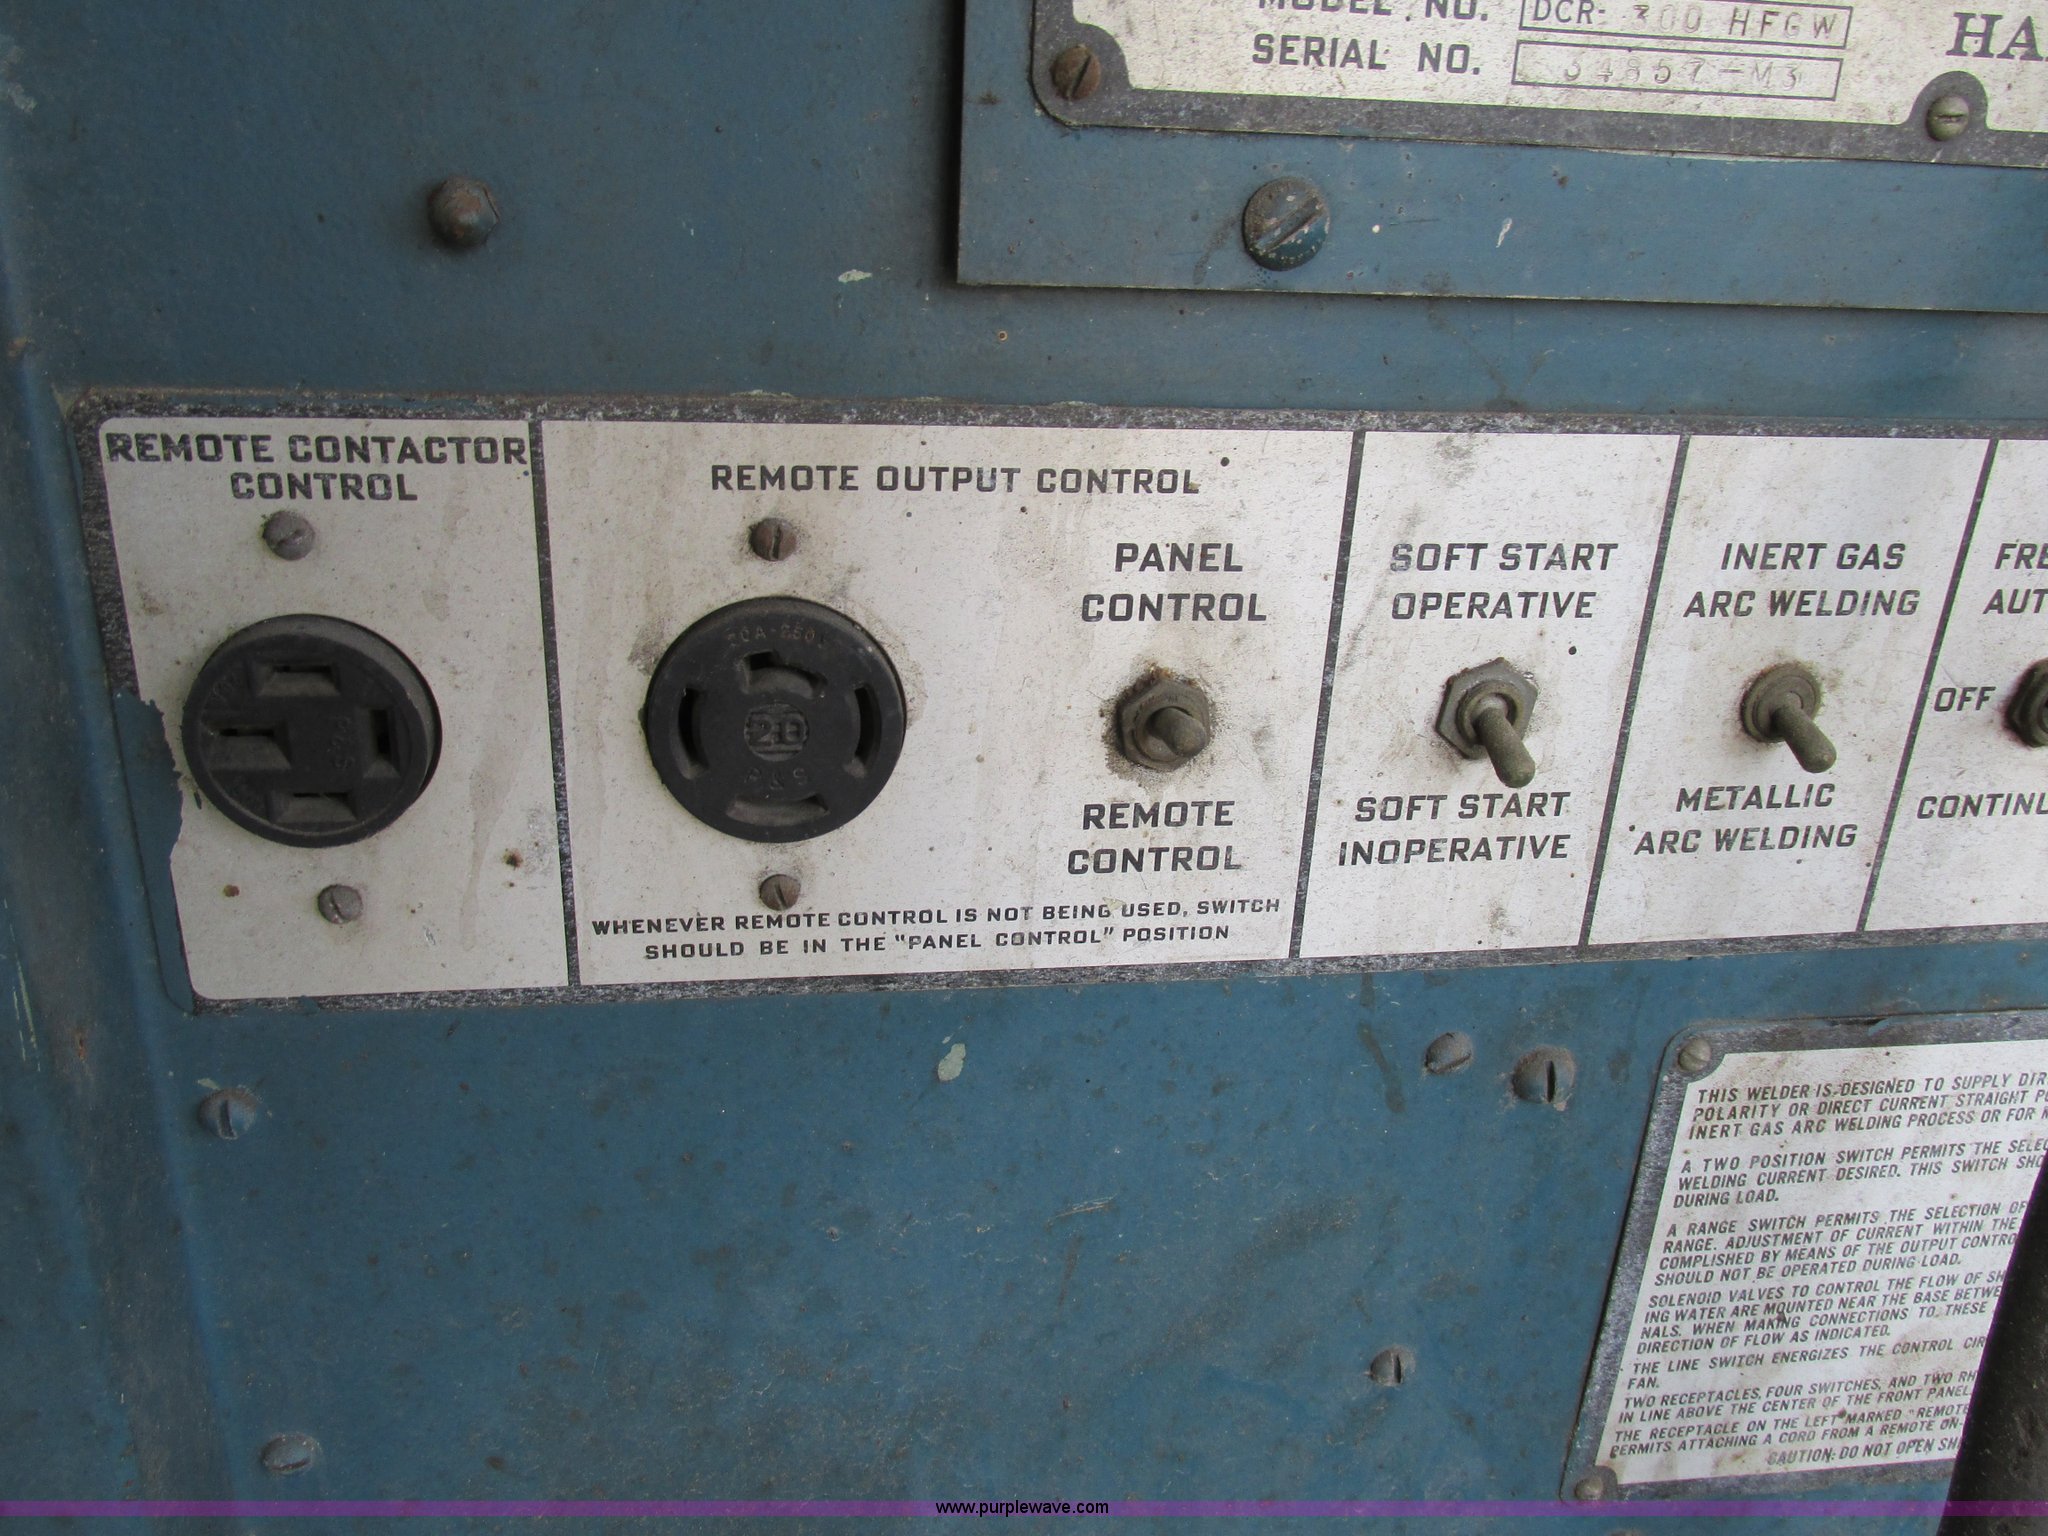 MODEL NO. DCR- 300 HFGW
SERIAL NO. 34857-M3
REMOTE CONTACTOR
CONTROL
REMOTE OUTPUT CONTROL
PANEL
CONTROL
20
P & S
REMOTE
CONTROL
WHENEVER REMOTE CONTROL IS NOT BEING USED, SWITCH
SHOULD BE IN THE "PANEL CONTROL" POSITION
SOFT START
OPERATIVE
SOFT START
INOPERATIVE
INERT GAS
ARC WELDING
METALLIC
ARC WELDING
OFF
THIS WELDER IS DESIGNED TO SUPPLY
POLARITY OR DIRECT CURRENT STRAIGHT
INERT GAS ARC WELDING PROCESS OR FOR
A TWO POSITION SWITCH PERMITS THE
WELDING CURRENT DESIRED. THIS SWITCH
DURING LOAD.
A RANGE SWITCH PERMITS THE SELECTION OF
RANGE. ADJUSTMENT OF CURRENT WITHIN THE
COMPLISHED BY MEANS OF THE OUTPUT
SHOULD NOT BE OPERATED DURING LOAD.
SOLENOID VALVES TO CONTROL THE FLOW OF
ING WATER ARE MOUNTED NEAR THE BASE
NALS. WHEN MAKING CONNECTIONS TO THESE
DIRECTION OF FLOW AS INDICATED.
THE LINE SWITCH ENERGIZES THE CONTROL
FAN.
TWO RECEPTACLES, FOUR SWITCHES, AND TWO
IN LINE ABOVE THE CENTER OF THE FRONT PANEL.
THE RECEPTACLE ON THE LEFT MARKED "REMOTE
PERMITS ATTACHING A CORD FROM A REMOTE ON-
CAUTION: DO NOT OPEN
www.purplewave.com